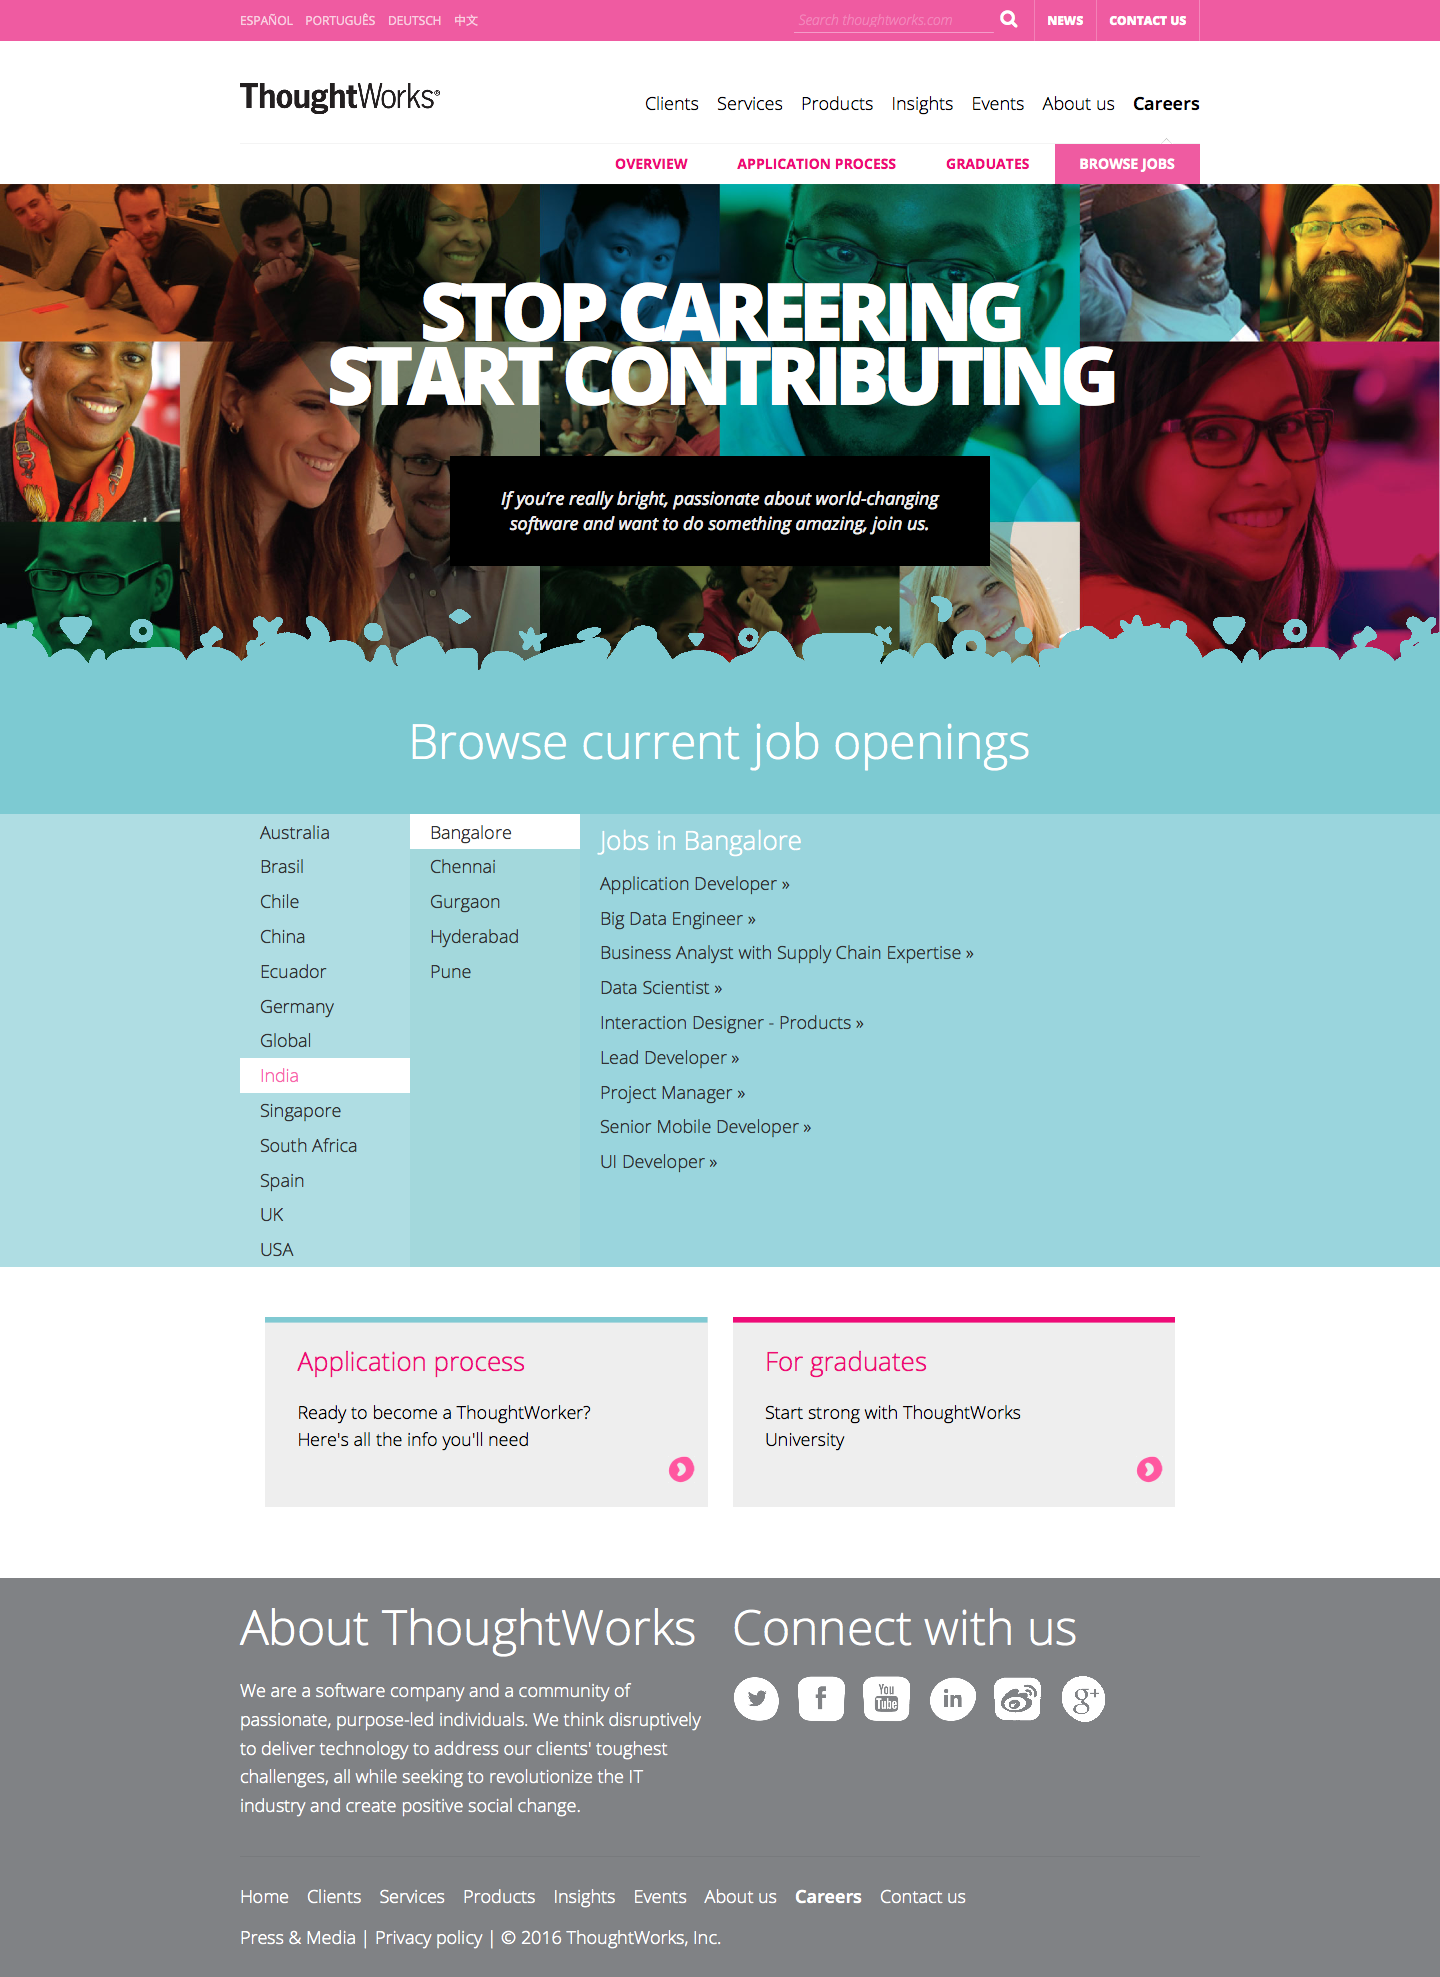 ESPAÑOL PORTUGUÊS DEUTSCH 中文
Search thoughtworks.com
NEWS
CONTACT US
ThoughtWorks®
Clients Services Products Insights Events About us Careers
OVERVIEW APPLICATION PROCESS GRADUATES BROWSE JOBS
STOP CAREERING
START CONTRIBUTING
If you're really bright, passionate about world-changing
software and want to do something amazing, join us.
Browse current job openings
Australia
Brasil
Chile
China
Ecuador
Germany
Global
India
Singapore
South Africa
Spain
UK
USA
Bangalore
Chennai
Gurgaon
Hyderabad
Pune
Jobs in Bangalore
Application Developer »
Big Data Engineer »
Business Analyst with Supply Chain Expertise »
Data Scientist »
Interaction Designer - Products »
Lead Developer »
Project Manager »
Senior Mobile Developer »
UI Developer »
Application process
Ready to become a ThoughtWorker?
Here's all the info you'll need
For graduates
Start strong with ThoughtWorks
University
About ThoughtWorks
We are a software company and a community of
passionate, purpose-led individuals. We think disruptively
to deliver technology to address our clients' toughest
challenges, all while seeking to revolutionize the IT
industry and create positive social change.
Connect with us
f
You
Tube
in
g+
Home Clients Services Products Insights Events About us Careers Contact us
Press & Media | Privacy policy | © 2016 ThoughtWorks, Inc.